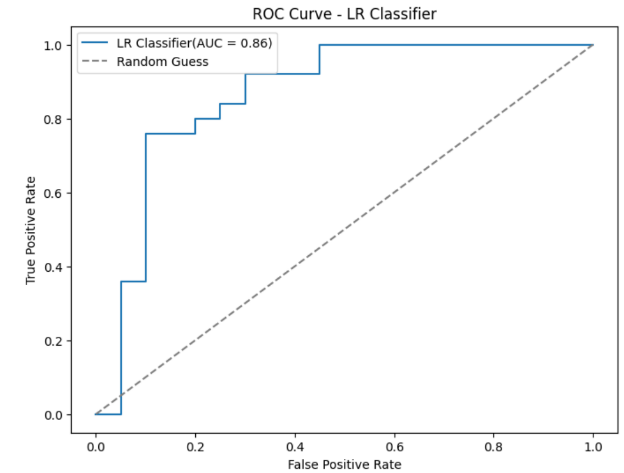 ROC Curve - LR Classifier
LR Classifier(AUC = 0.86)
Random Guess
True Positive Rate
1.0
0.8
0.6
0.4
0.2
0.0
0.0 0.2 0.4 0.6 0.8 1.0
False Positive Rate